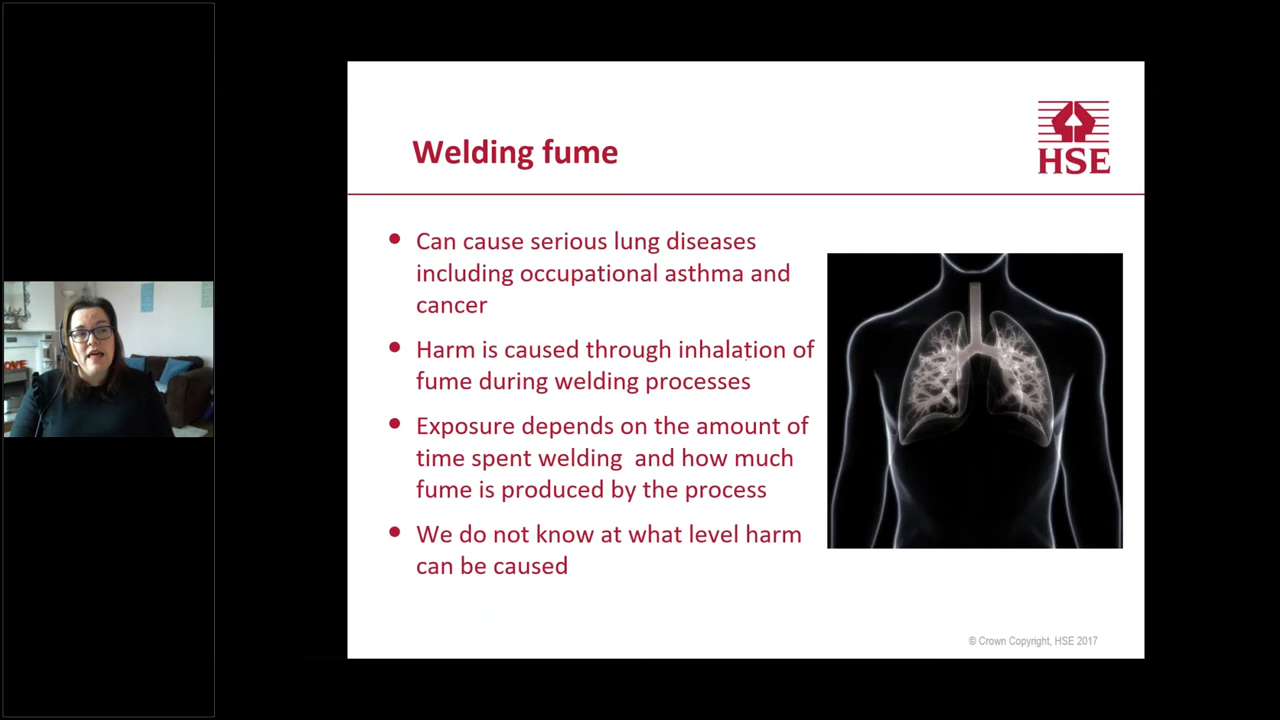 Welding fume
HSE
• Can cause serious lung diseases
including occupational asthma and
cancer
• Harm is caused through inhalation of
fume during welding processes
• Exposure depends on the amount of
time spent welding  and how much
fume is produced by the process
• We do not know at what level harm
can be caused
© Crown Copyright, HSE 2017
OVE